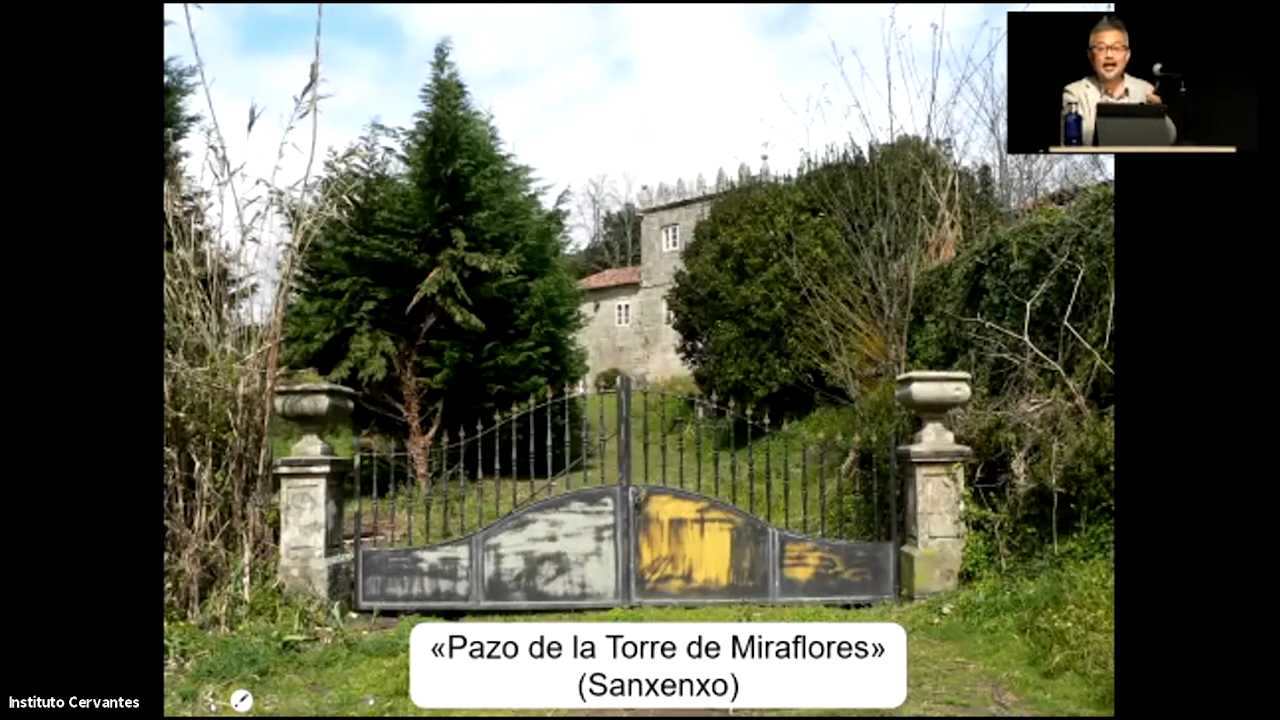 «Pazo de la Torre de Miraflores»
(Sanxenxo)
Instituto Cervantes